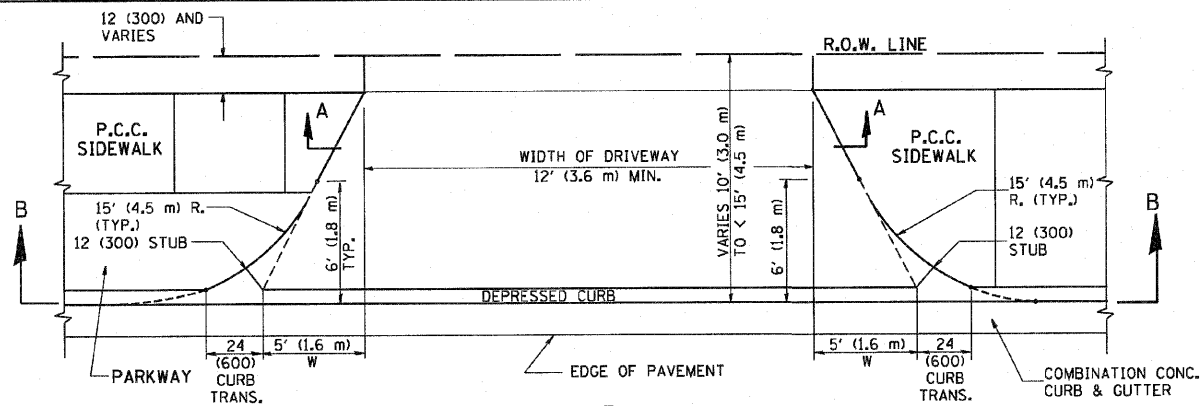 12 (300) AND
VARIES
R.O.W. LINE
A
A
P.C.C.
SIDEWALK
P.C.C.
SIDEWALK
WIDTH OF DRIVEWAY
12' (3.6 m) MIN.
VARIES 10' (3.0 m)
TO < 15' (4.5 m)
15' (4.5 m) R.
(TYP.)
12 (300) STUB
6' (1.8 m)
TYP.
6' (1.8 m)
15' (4.5 m)
R. (TYP.)
12 (300)
STUB
B
B
DEPRESSED CURB
24
(600)
CURB
TRANS.
5' (1.6 m)
W
5' (1.6 m)
W
24
(600)
CURB
TRANS.
PARKWAY
EDGE OF PAVEMENT
COMBINATION CONC.
CURB & GUTTER